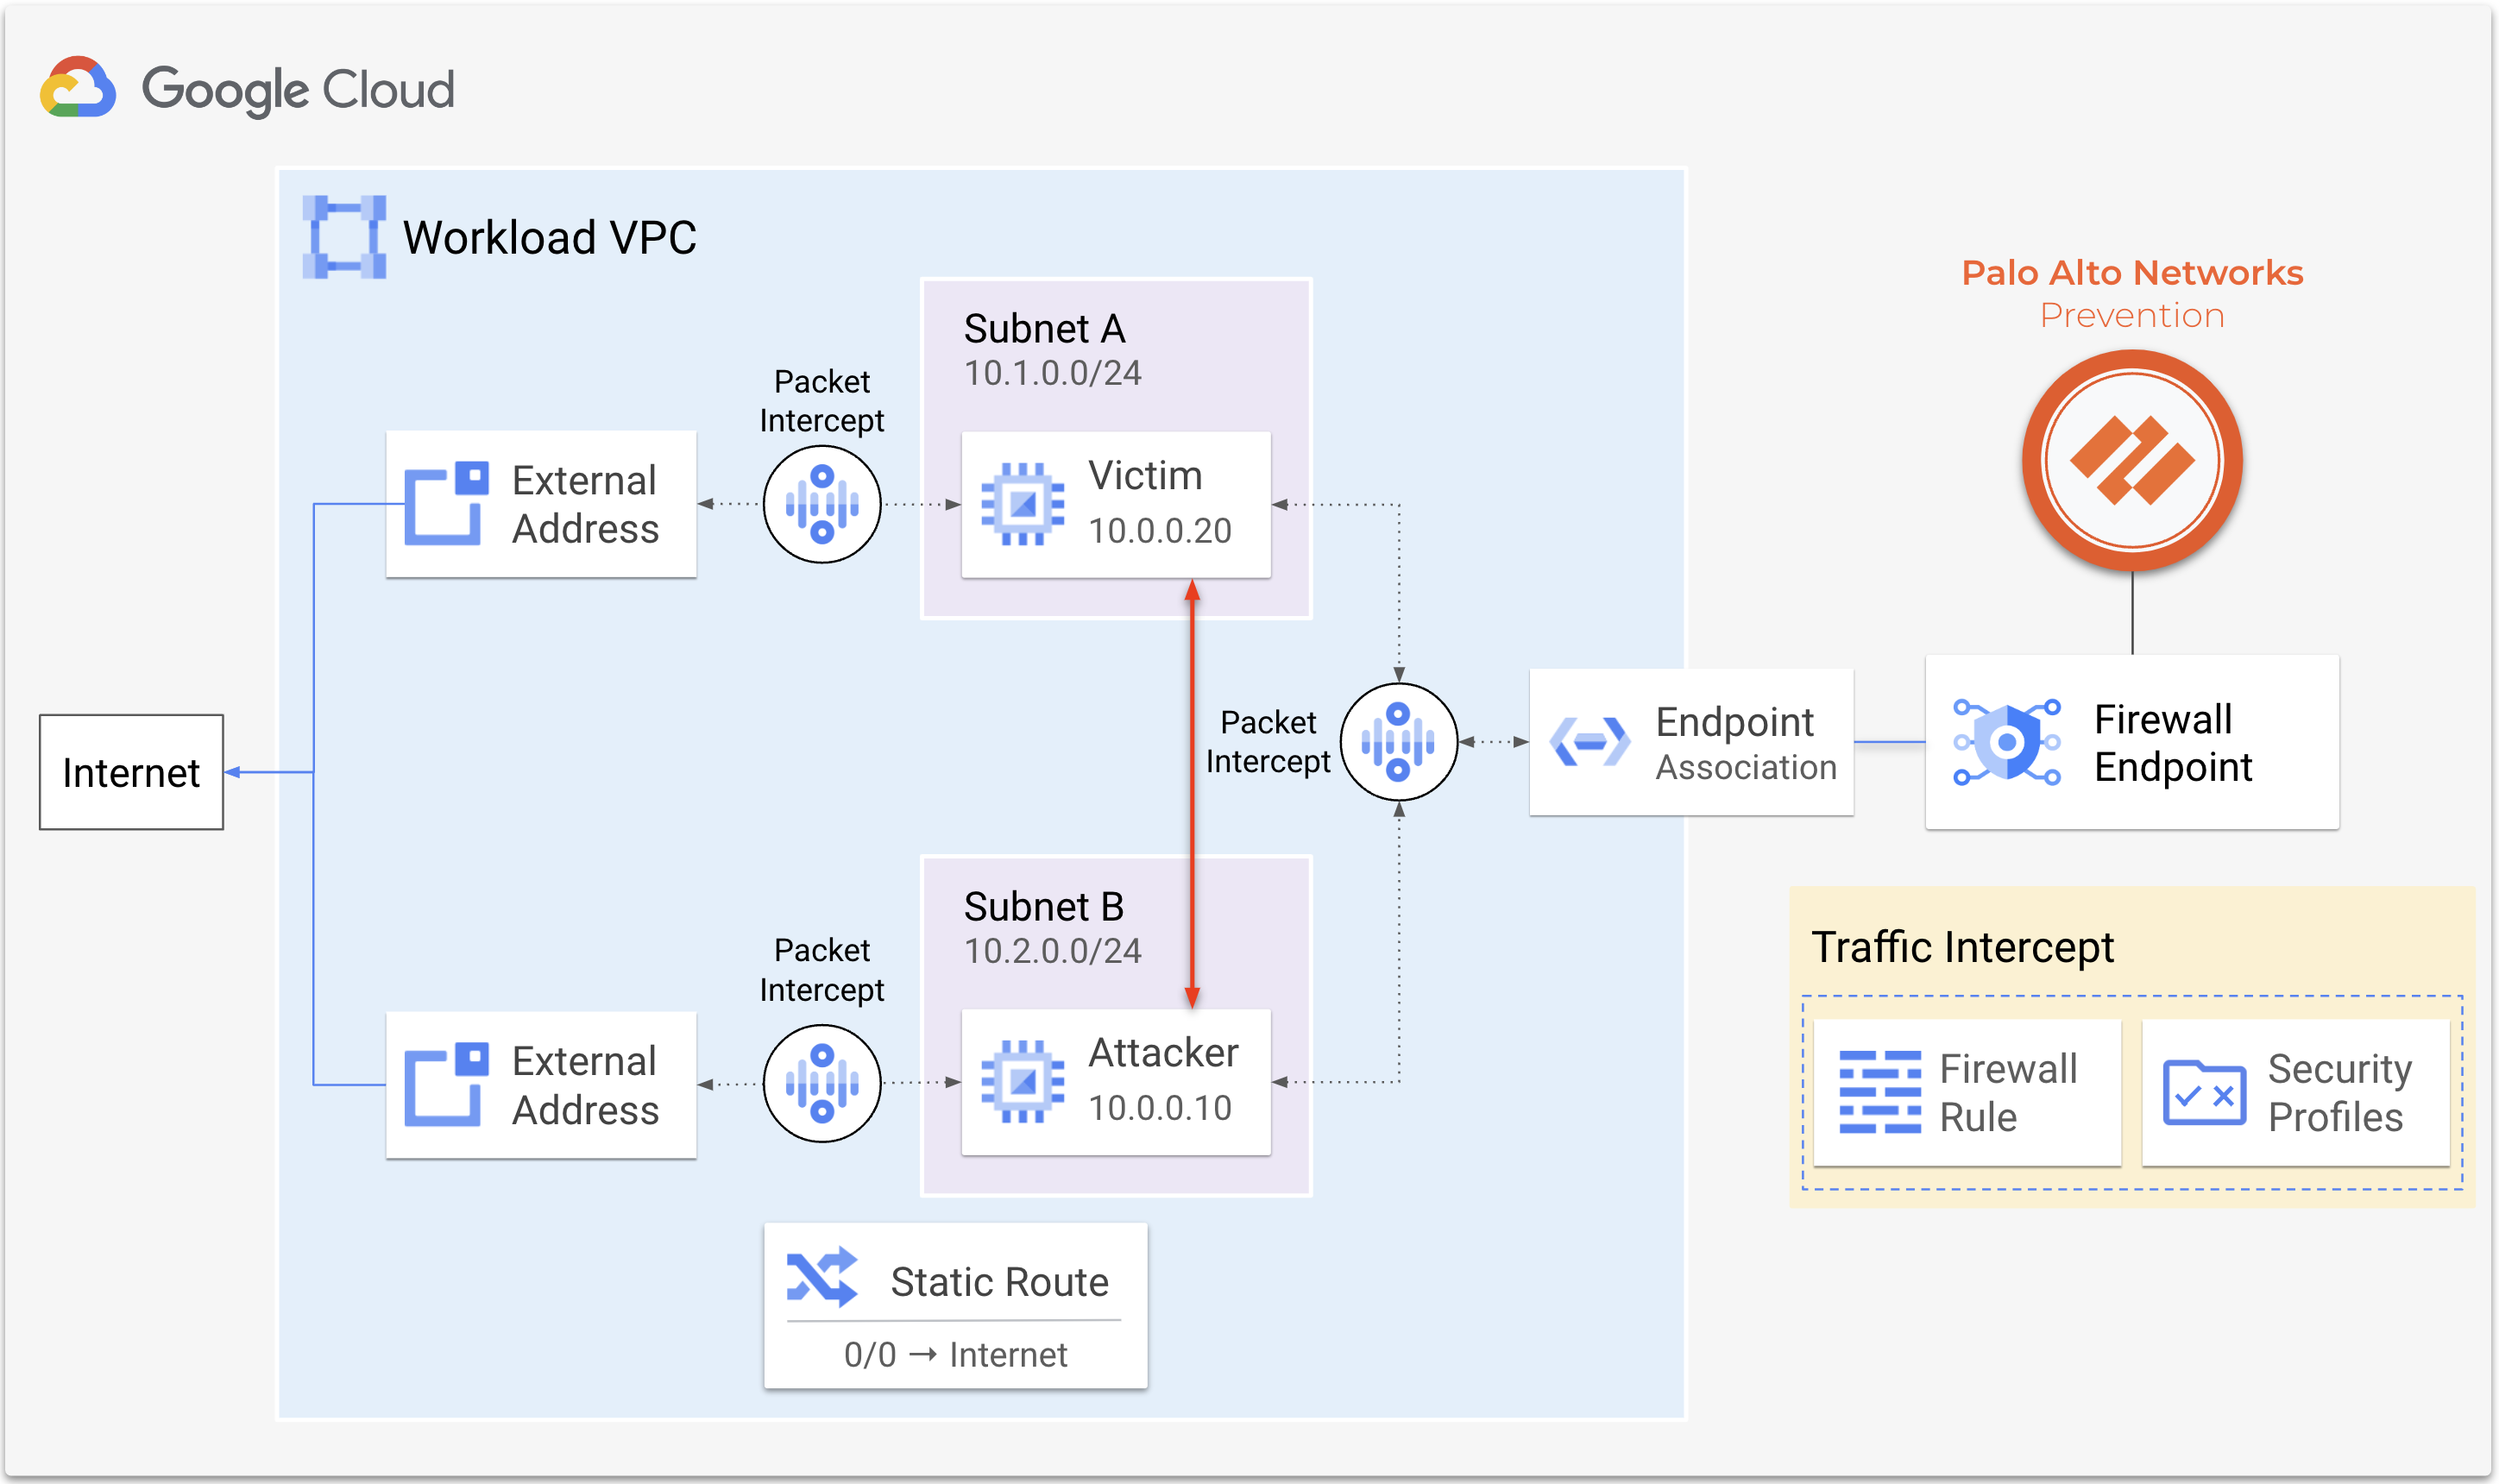 Google Cloud
Workload VPC
Palo Alto Networks
Prevention
Subnet A
10.1.0.0/24
Packet
Intercept
External
Address
Victim
10.0.0.20
Internet
Packet
Intercept
Endpoint
Association
Firewall
Endpoint
Subnet B
10.2.0.0/24
Packet
Intercept
External
Address
Attacker
10.0.0.10
Traffic Intercept
Firewall
Rule
Security
Profiles
Static Route
0/0 → Internet